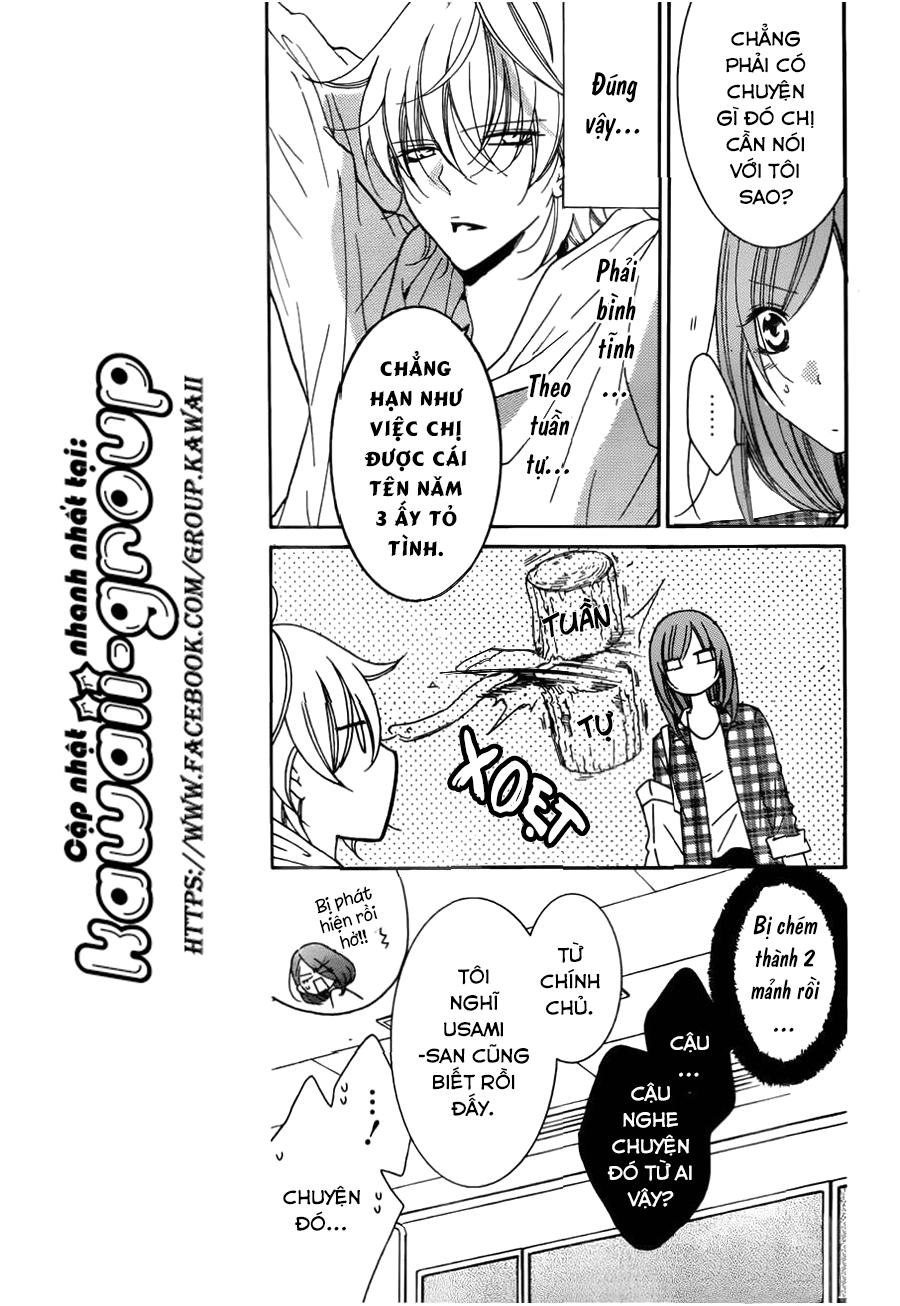 CHẲNG
PHẢI CÓ
CHUYỆN
GÌ ĐÓ CHỊ
CẦN NÓI
VỚI TÔI
SAO?
......
Đúng
vậy...
Phải
bình
tĩnh
...
Theo
tuần
tự...
CHẲNG
HẠN NHƯ
VIỆC CHỊ
ĐƯỢC CÁI
TÊN NĂM
3 ẤY TỎ
TÌNH.
TUẦN
TỰ
XOẸT
Bị chém
thành 2
mảnh rồi
...
CẬU
...
CẬU
NGHE
CHUYỆN
ĐÓ TỪ AI
VẬY?
TỪ
CHÍNH
CHỦ.
TÔI
NGHĨ
USAMI
-SAN CŨNG
BIẾT RỒI
ĐẤY.
Bị phát
hiện rồi
hở!!
...!
CHUYỆN
ĐÓ...
Cập nhật nhanh nhất tại:
kawaii-group
HTTPS://WWW.FACEBOOK.COM/GROUP.KAWAII